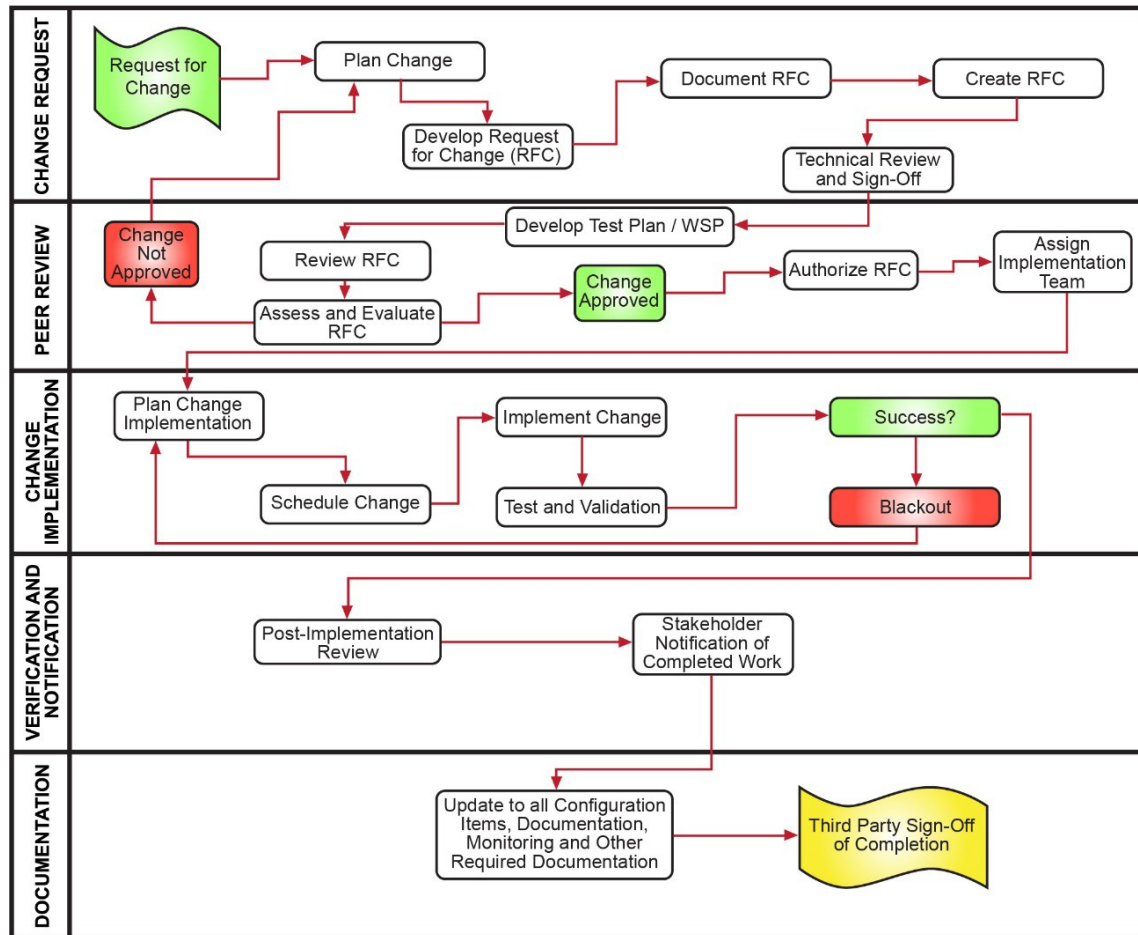 CHANGE REQUEST
Request for
Change
Plan Change
Develop Request
for Change (RFC)
Document RFC
Create RFC
Technical Review
and Sign-Off
PEER REVIEW
Change
Not
Approved
Develop Test Plan / WSP
Review RFC
Assess and Evaluate
RFC
Change
Approved
Authorize RFC
Assign
Implementation
Team
CHANGE
IMPLEMENTATION
Plan Change
Implementation
Schedule Change
Implement Change
Test and Validation
Success?
Blackout
VERIFICATION AND
NOTIFICATION
Post-Implementation
Review
Stakeholder
Notification of
Completed Work
DOCUMENTATION
Update to all Configuration
Items, Documentation,
Monitoring and Other
Required Documentation
Third Party Sign-Off
of Completion